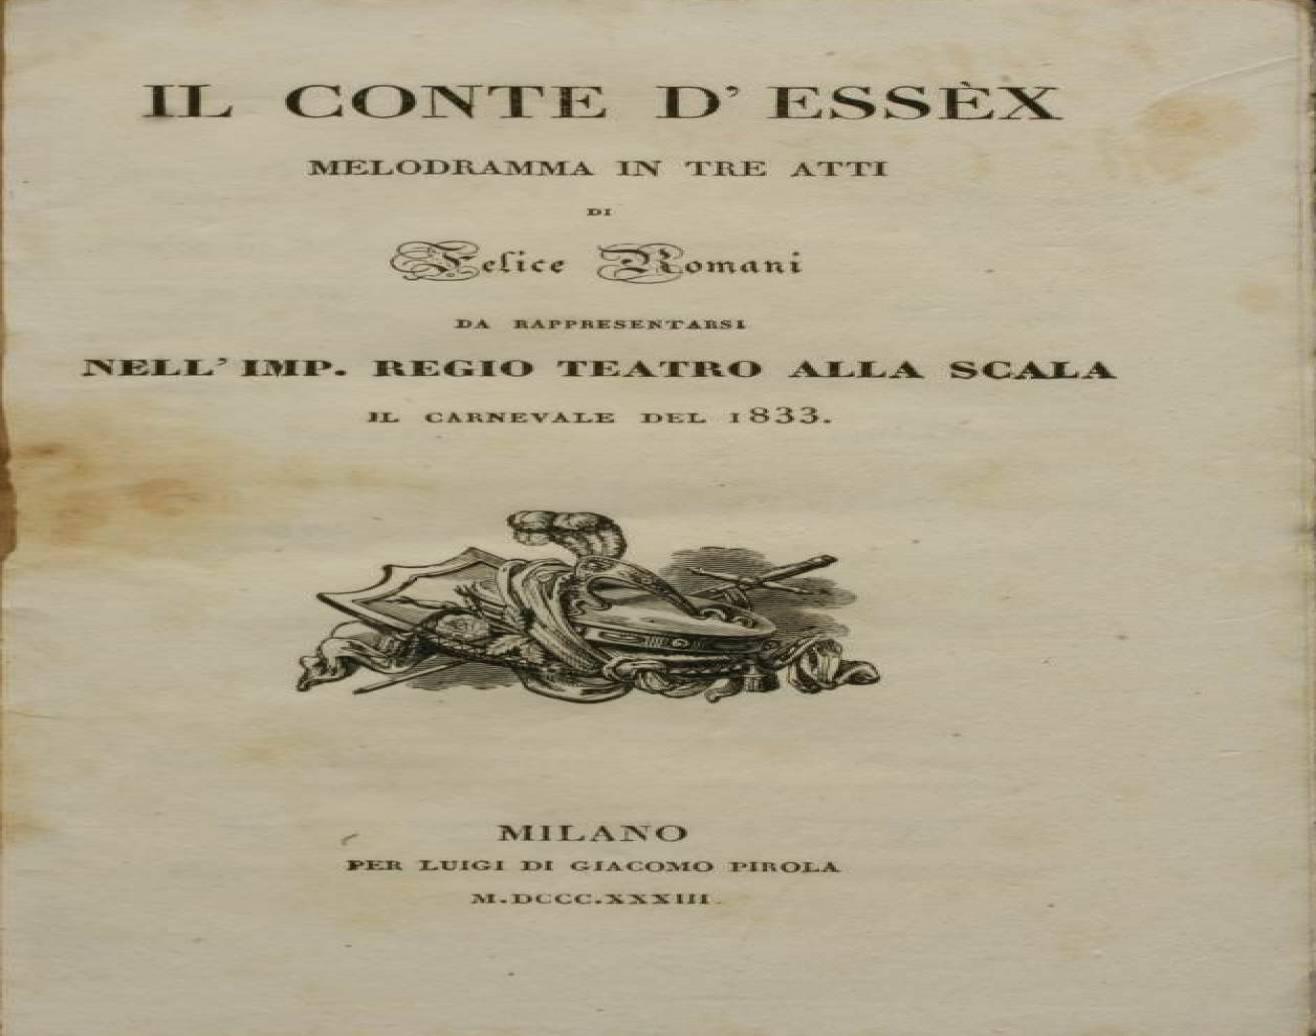 IL CONTE D' ESSÈX
MELODRAMMA IN TRE ATTI
DI
Felice Romani
DA RAPPRESENTARSI
NELL' IMP. REGIO TEATRO ALLA SCALA
IL CARNEVALE DEL 1833.
MILANO
PER LUIGI DI GIACOMO PIROLA
M.DCCC.XXXIII.